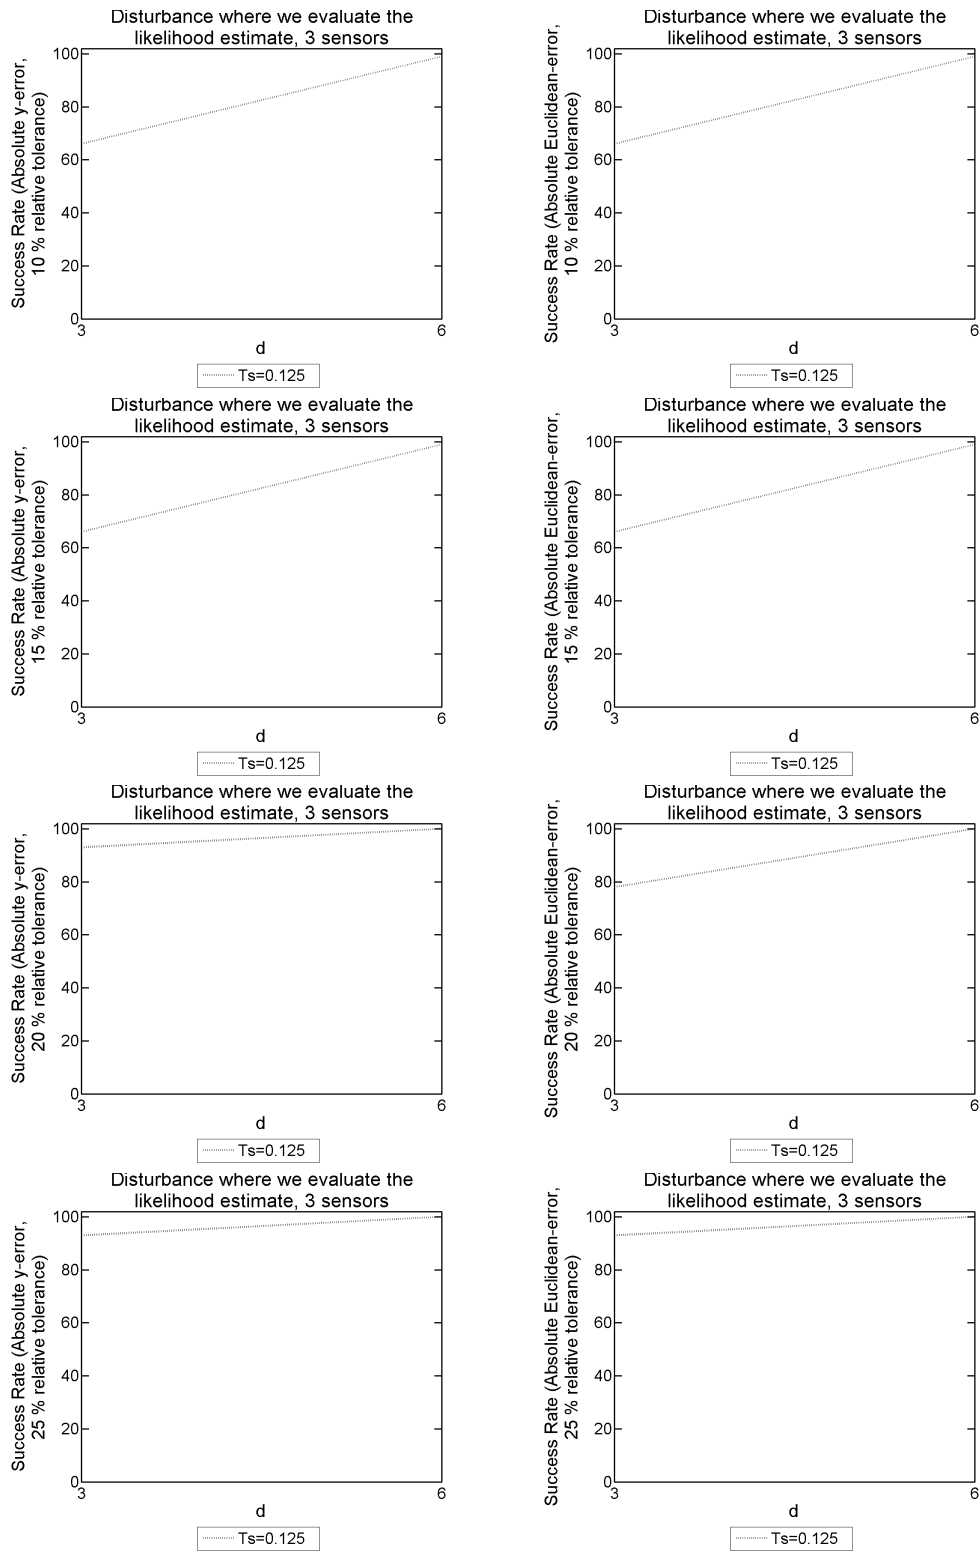 Disturbance where we evaluate the
likelihood estimate, 3 sensors
Success Rate (Absolute y-error,
10 % relative tolerance)
100
80
60
40
20
0
3
6
d
Ts=0.125
Disturbance where we evaluate the
likelihood estimate, 3 sensors
Success Rate (Absolute Euclidean-error,
10 % relative tolerance)
100
80
60
40
20
0
3
6
d
Ts=0.125
Disturbance where we evaluate the
likelihood estimate, 3 sensors
Success Rate (Absolute y-error,
15 % relative tolerance)
100
80
60
40
20
0
3
6
d
Ts=0.125
Disturbance where we evaluate the
likelihood estimate, 3 sensors
Success Rate (Absolute Euclidean-error,
15 % relative tolerance)
100
80
60
40
20
0
3
6
d
Ts=0.125
Disturbance where we evaluate the
likelihood estimate, 3 sensors
Success Rate (Absolute y-error,
20 % relative tolerance)
100
80
60
40
20
0
3
6
d
Ts=0.125
Disturbance where we evaluate the
likelihood estimate, 3 sensors
Success Rate (Absolute Euclidean-error,
20 % relative tolerance)
100
80
60
40
20
0
3
6
d
Ts=0.125
Disturbance where we evaluate the
likelihood estimate, 3 sensors
Success Rate (Absolute y-error,
25 % relative tolerance)
100
80
60
40
20
0
3
6
d
Ts=0.125
Disturbance where we evaluate the
likelihood estimate, 3 sensors
Success Rate (Absolute Euclidean-error,
25 % relative tolerance)
100
80
60
40
20
0
3
6
d
Ts=0.125